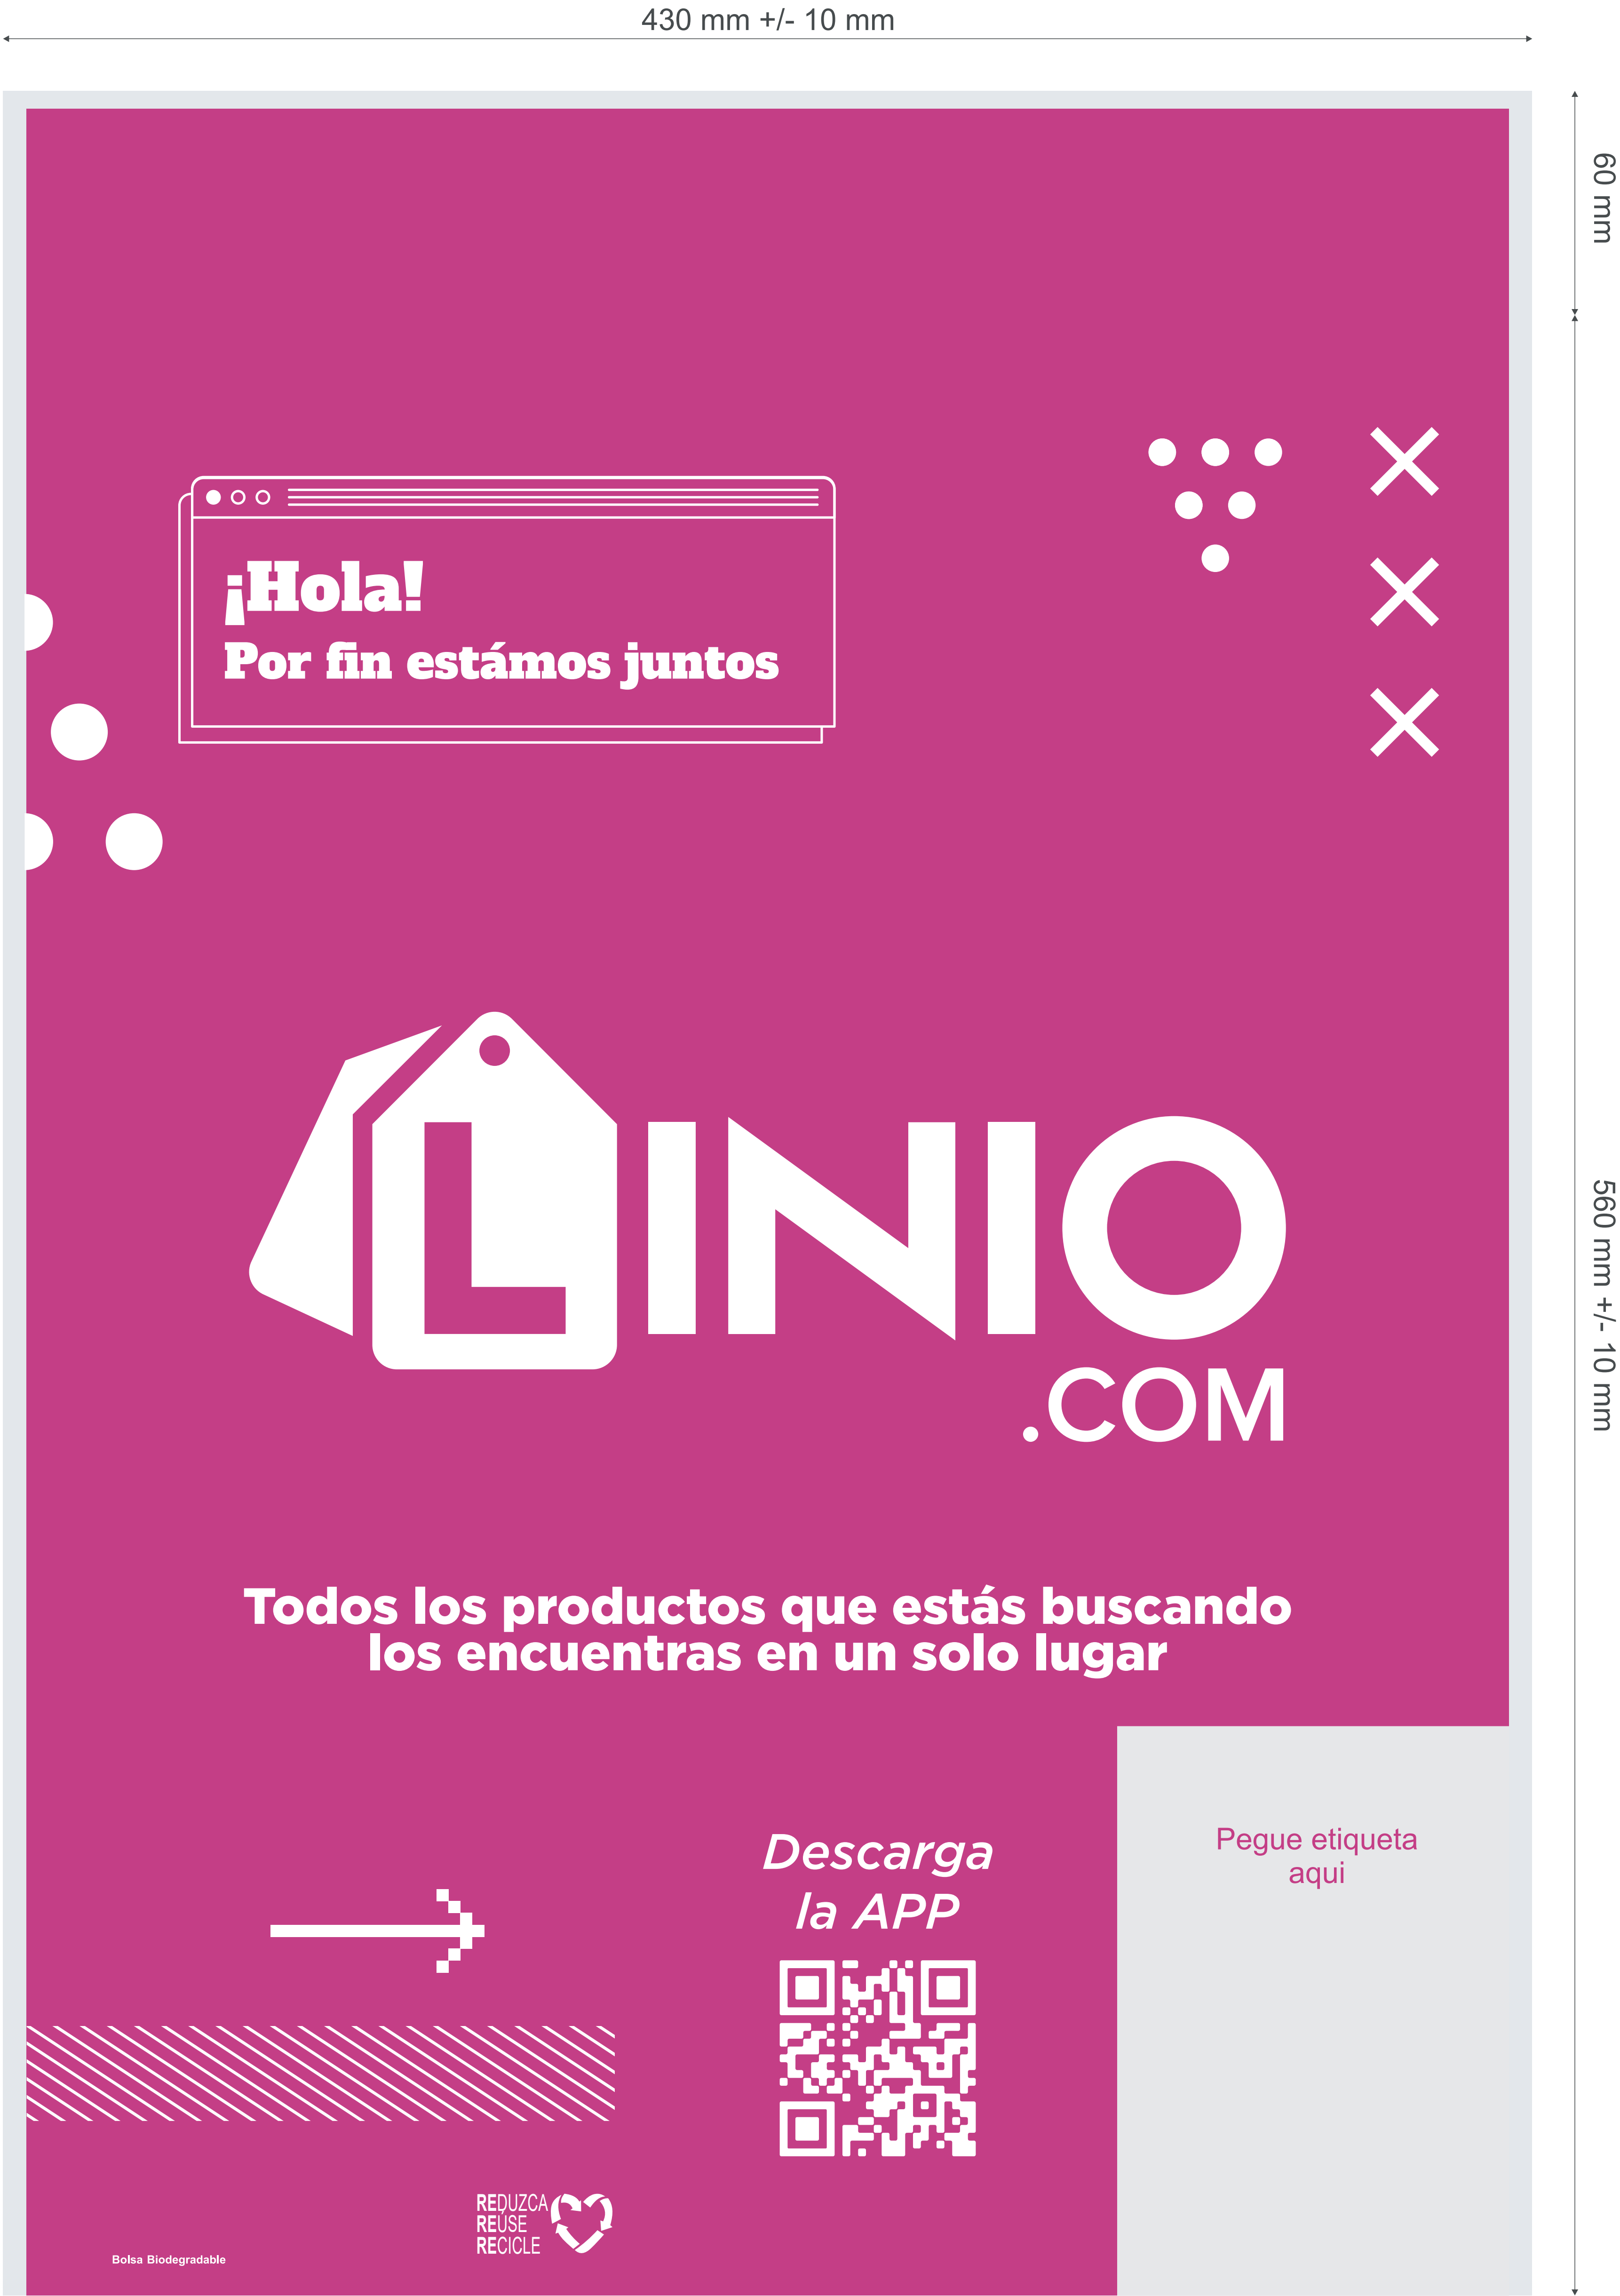 430 mm +/- 10 mm
60 mm
¡Hola!
Por fin estámos juntos
LINIO
.COM
560 mm +/- 10 mm
Todos los productos que estás buscando
los encuentras en un solo lugar
Descarga
la APP
Pegue etiqueta
aqui
REDUZCA
REÚSE
RECICLE
Bolsa Biodegradable